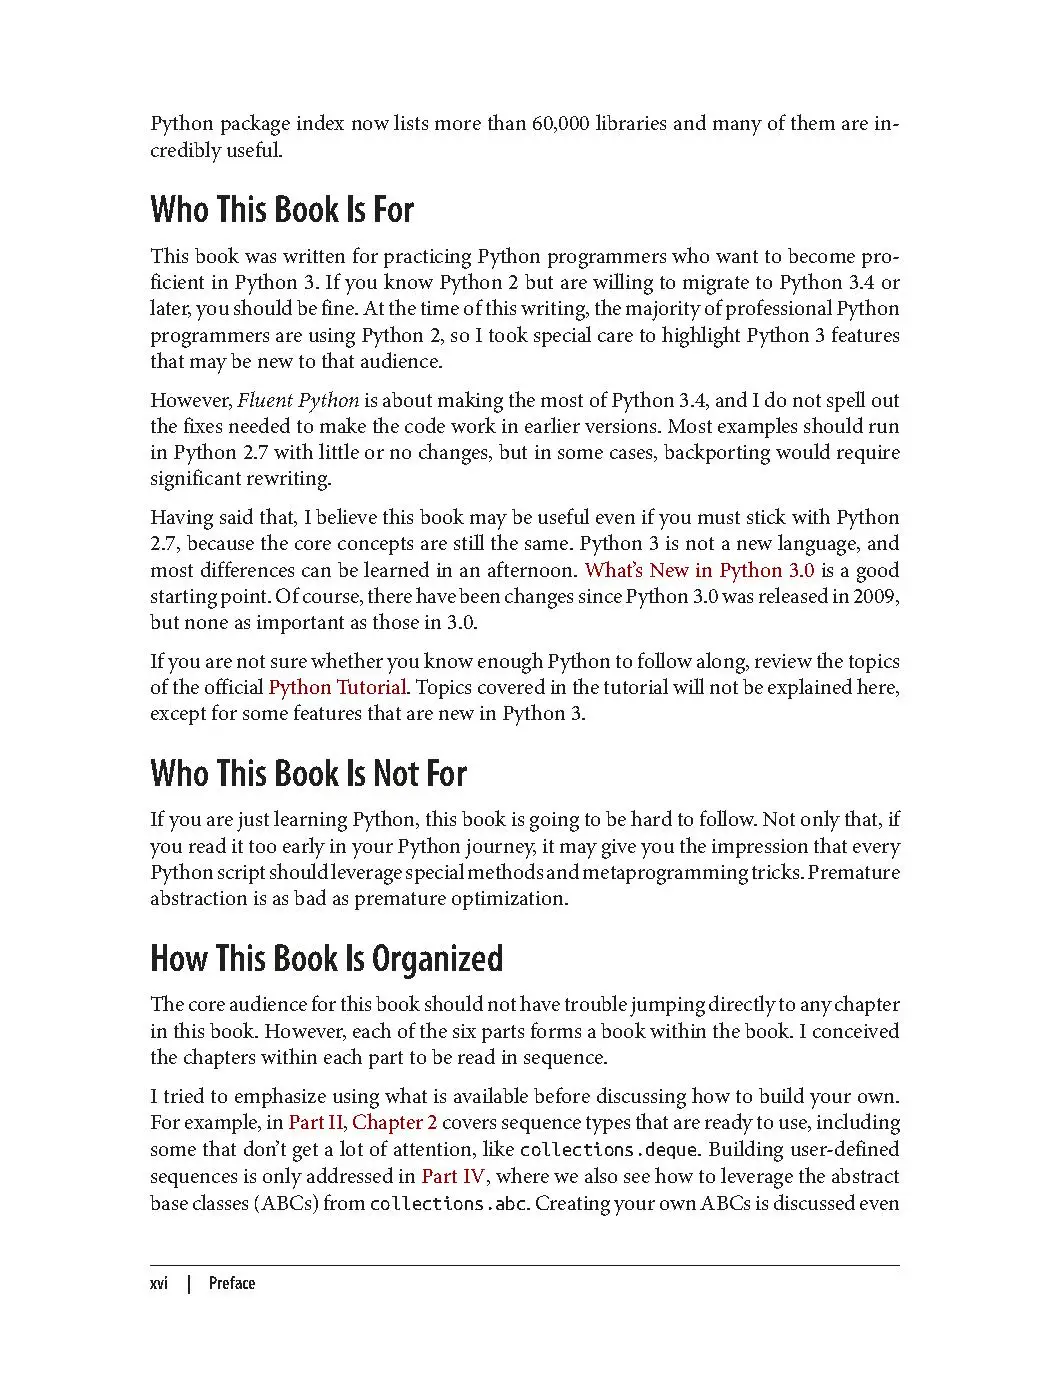 Python package index now lists more than 60,000 libraries and many of them are in-
credibly useful.
Who This Book Is For
This book was written for practicing Python programmers who want to become pro-
ficient in Python 3. If you know Python 2 but are willing to migrate to Python 3.4 or
later, you should be fine. At the time of this writing, the majority of professional Python
programmers are using Python 2, so I took special care to highlight Python 3 features
that may be new to that audience.
However, Fluent Python is about making the most of Python 3.4, and I do not spell out
the fixes needed to make the code work in earlier versions. Most examples should run
in Python 2.7 with little or no changes, but in some cases, backporting would require
significant rewriting.
Having said that, I believe this book may be useful even if you must stick with Python
2.7, because the core concepts are still the same. Python 3 is not a new language, and
most differences can be learned in an afternoon. What’s New in Python 3.0 is a good
starting point. Of course, there have been changes since Python 3.0 was released in 2009,
but none as important as those in 3.0.
If you are not sure whether you know enough Python to follow along, review the topics
of the official Python Tutorial. Topics covered in the tutorial will not be explained here,
except for some features that are new in Python 3.
Who This Book Is Not For
If you are just learning Python, this book is going to be hard to follow. Not only that, if
you read it too early in your Python journey, it may give you the impression that every
Python script should leverage special methods and metaprogramming tricks. Premature
abstraction is as bad as premature optimization.
How This Book Is Organized
The core audience for this book should not have trouble jumping directly to any chapter
in this book. However, each of the six parts forms a book within the book. I conceived
the chapters within each part to be read in sequence.
I tried to emphasize using what is available before discussing how to build your own.
For example, in Part II, Chapter 2 covers sequence types that are ready to use, including
some that don’t get a lot of attention, like collections.deque. Building user-defined
sequences is only addressed in Part IV, where we also see how to leverage the abstract
base classes (ABCs) from collections.abc. Creating your own ABCs is discussed even
xvi | Preface